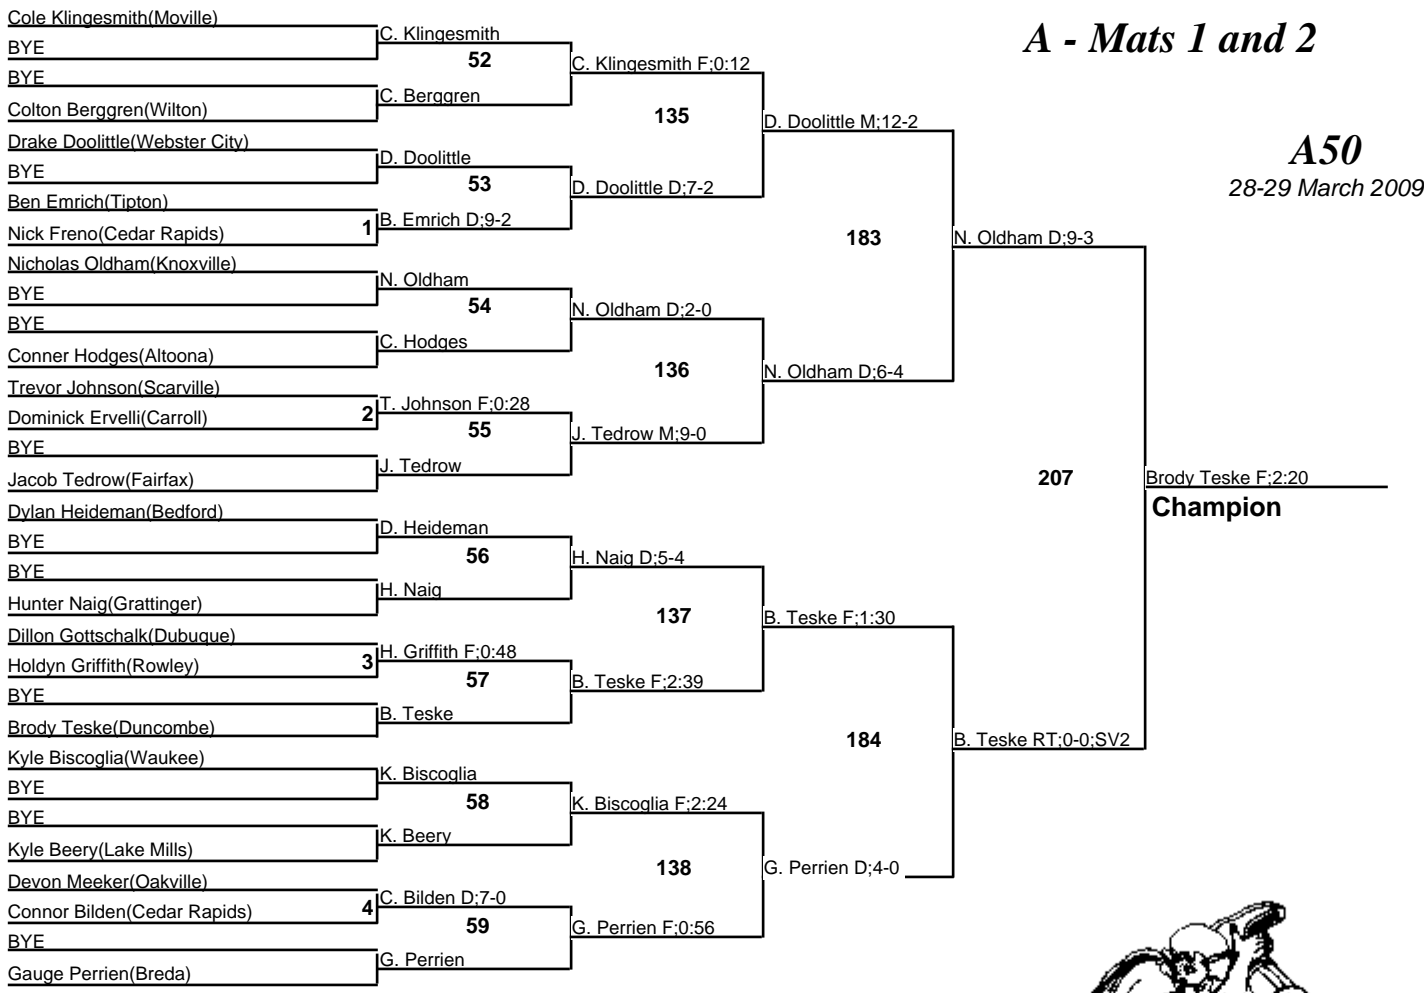 A - Mats 1 and 2
A50
28-29 March 2009
Cole Klingesmith(Moville)
BYE
BYE
Colton Berggren(Wilton)
Drake Doolittle(Webster City)
BYE
Ben Emrich(Tipton)
Nick Freno(Cedar Rapids)
Nicholas Oldham(Knoxville)
BYE
BYE
Conner Hodges(Altoona)
Trevor Johnson(Scarville)
Dominick Ervelli(Carroll)
BYE
Jacob Tedrow(Fairfax)
Dylan Heideman(Bedford)
BYE
BYE
Hunter Naig(Grattinger)
Dillon Gottschalk(Dubuque)
Holdyn Griffith(Rowley)
BYE
Brody Teske(Duncombe)
Kyle Biscoglia(Waukee)
BYE
BYE
Kyle Beery(Lake Mills)
Devon Meeker(Oakville)
Connor Bilden(Cedar Rapids)
BYE
Gauge Perrien(Breda)
1
2
3
4
C. Klingesmith
52
C. Berggren
D. Doolittle
53
B. Emrich D;9-2
N. Oldham
54
C. Hodges
T. Johnson F;0:28
55
J. Tedrow
D. Heideman
56
H. Naig
H. Griffith F;0:48
57
B. Teske
K. Biscoglia
58
K. Beery
C. Bilden D;7-0
59
G. Perrien
C. Klingesmith F;0:12
135
D. Doolittle D;7-2
N. Oldham D;2-0
136
J. Tedrow M;9-0
H. Naig D;5-4
137
B. Teske F;2:39
K. Biscoglia F;2:24
138
G. Perrien F;0:56
D. Doolittle M;12-2
183
N. Oldham D;6-4
B. Teske F;1:30
184
G. Perrien D;4-0
N. Oldham D;9-3
207
B. Teske RT;0-0;SV2
Brody Teske F;2:20
Champion